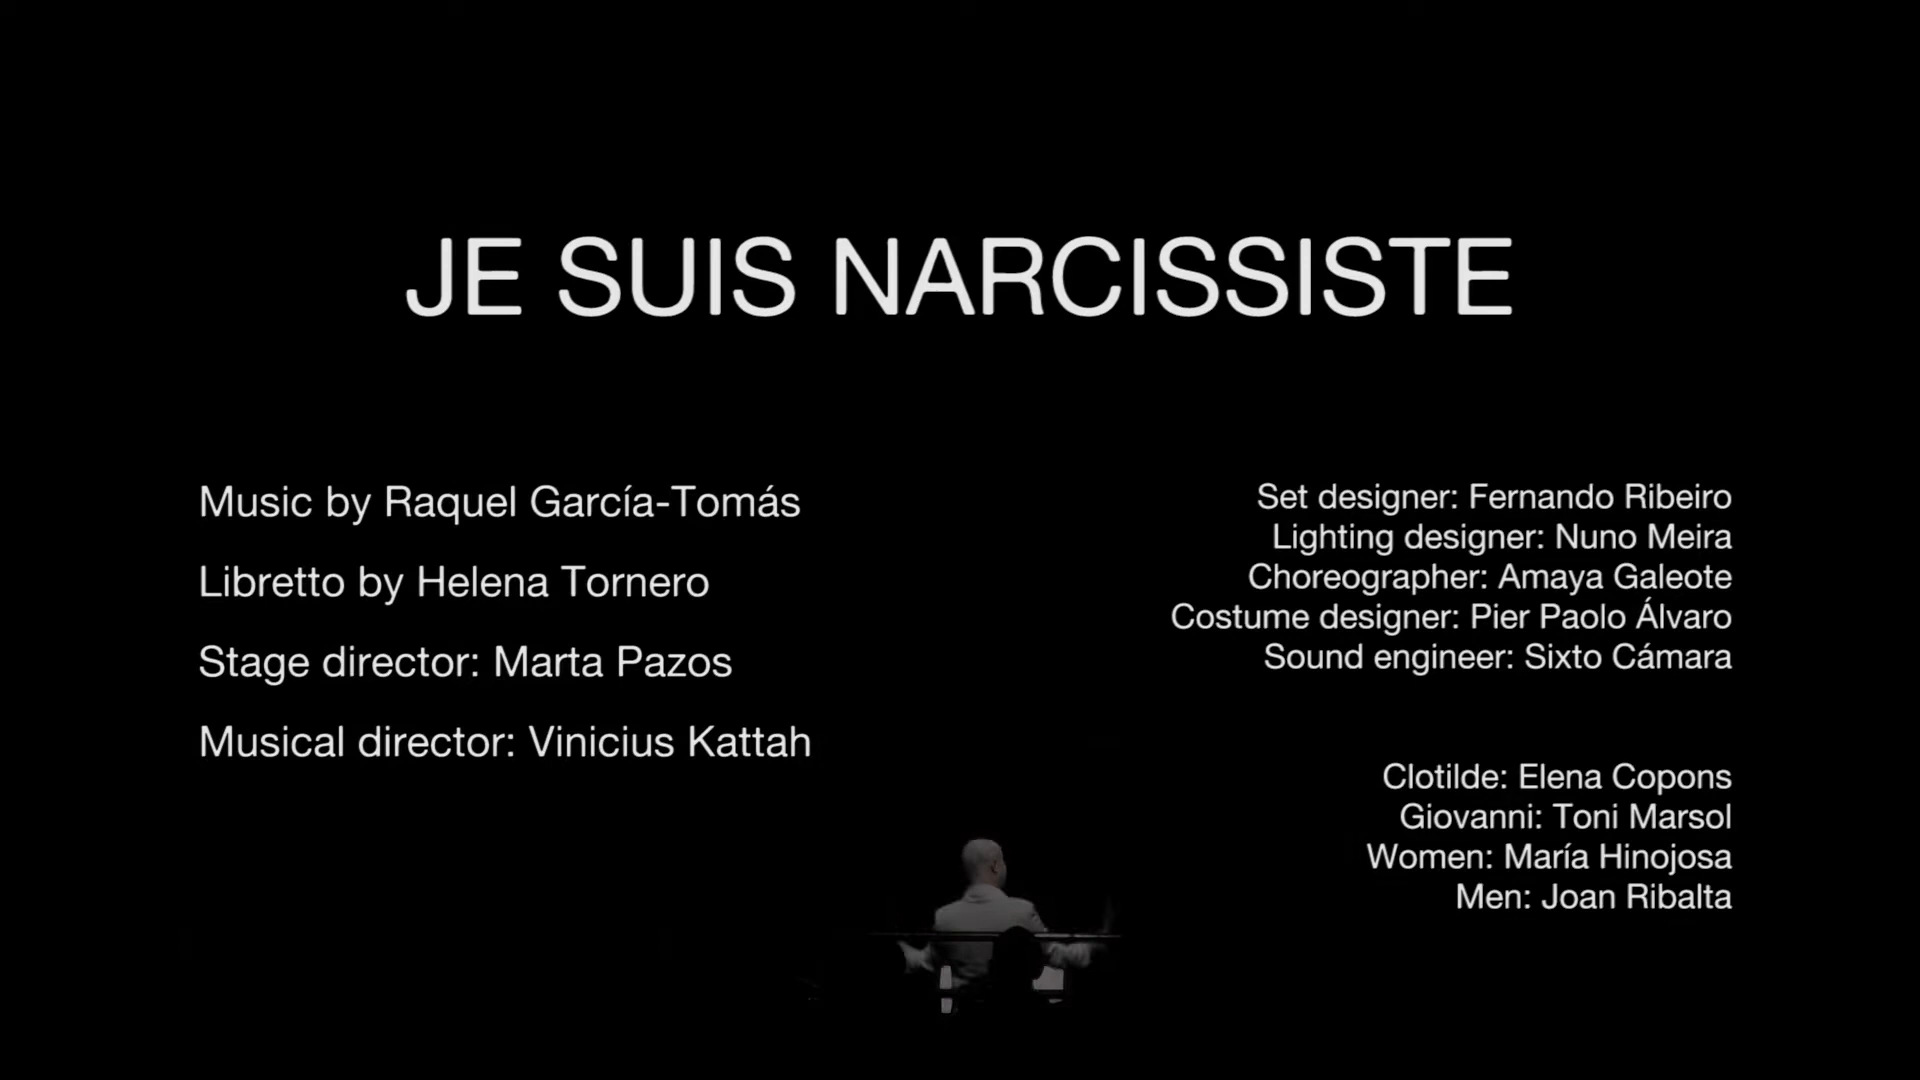 JE SUIS NARCISSISTE
Music by Raquel García-Tomás
Libretto by Helena Tornero
Stage director: Marta Pazos
Musical director: Vinicius Kattah
Set designer: Fernando Ribeiro
Lighting designer: Nuno Meira
Choreographer: Amaya Galeote
Costume designer: Pier Paolo Álvaro
Sound engineer: Sixto Cámara
Clotilde: Elena Copons
Giovanni: Toni Marsol
Women: María Hinojosa
Men: Joan Ribalta